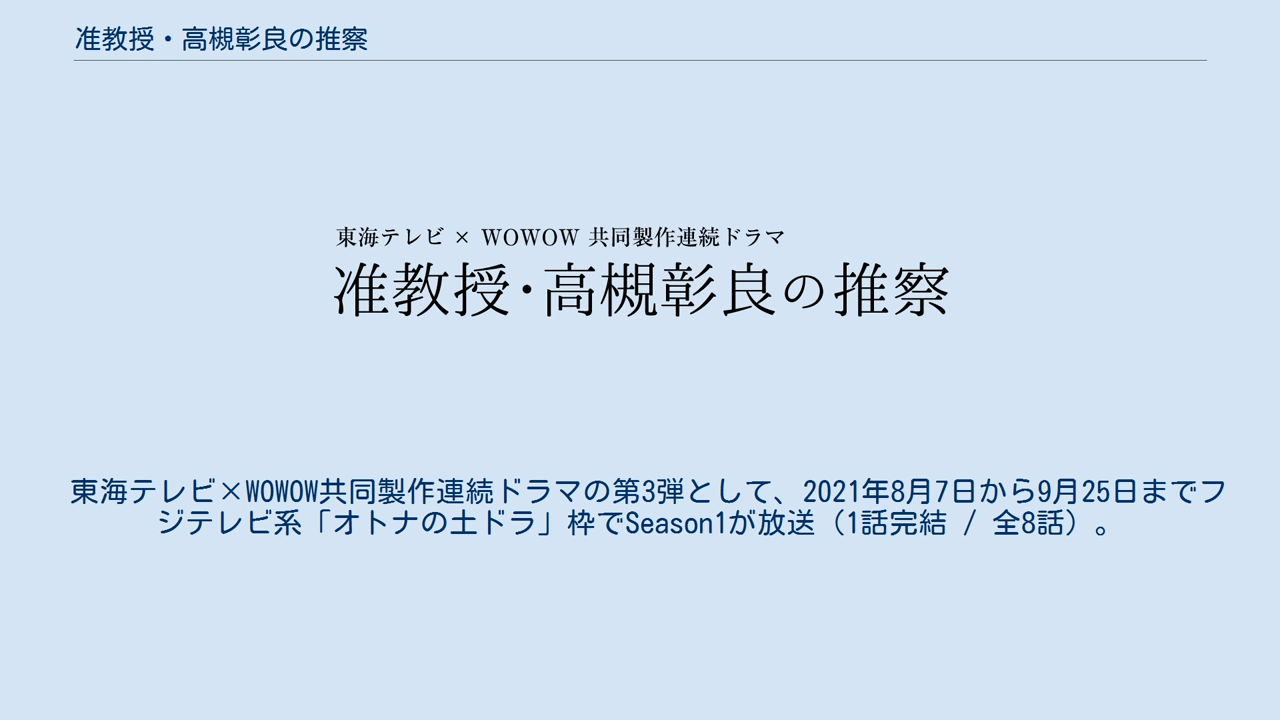 准教授・高槻彰良の推察
東海テレビ × WOWOW 共同製作連続ドラマ
准教授・高槻彰良の推察
東海テレビ×WOWOW共同製作連続ドラマの第3弾として、2021年8月7日から9月25日までフ
ジテレビ系「オトナの土ドラ」枠でSeason1が放送（1話完結 / 全8話）。